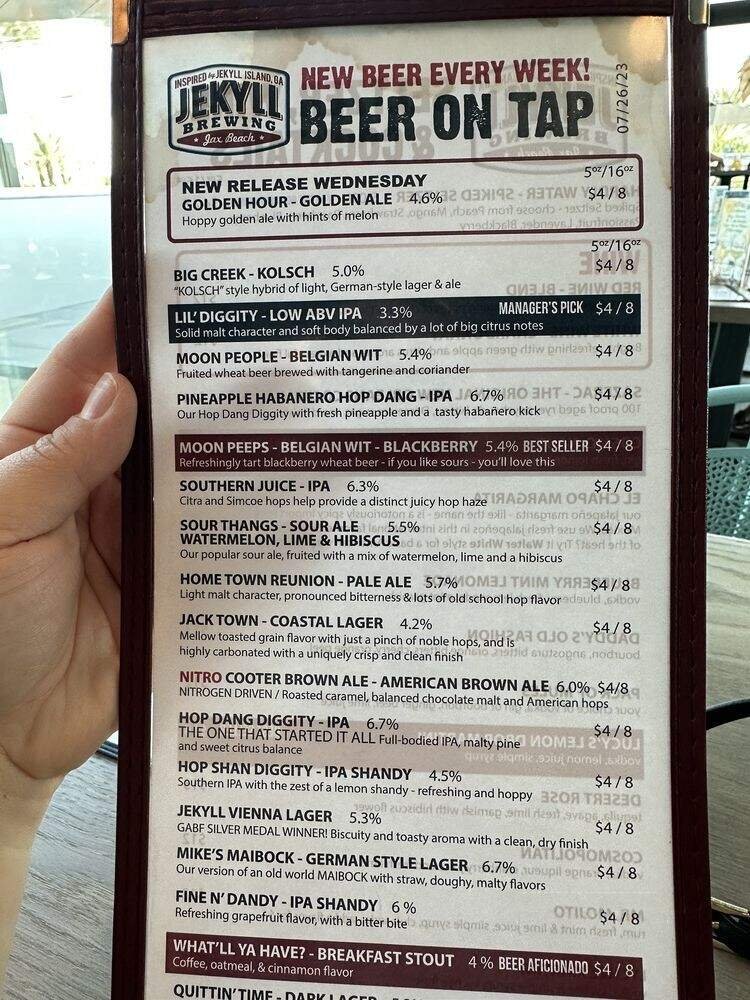 INSPIRED by JEKYLL ISLAND, GA
JEKYLL
BREWING
Jax Beach
NEW BEER EVERY WEEK!
BEER ON TAP
07/26/23
5oz/16oz
NEW RELEASE WEDNESDAY
GOLDEN HOUR - GOLDEN ALE 4.6% $4 / 8
Hoppy golden ale with hints of melon
5oz/16oz
BIG CREEK - KOLSCH 5.0% $4 / 8
"KOLSCH" style hybrid of light, German-style lager & ale
LIL' DIGGITY - LOW ABV IPA 3.3% MANAGER'S PICK $4 / 8
Solid malt character and soft body balanced by a lot of big citrus notes
MOON PEOPLE - BELGIAN WIT - 5.4% $4 / 8
Fruited wheat beer brewed with tangerine and coriander
PINEAPPLE HABANERO HOP DANG - IPA 6.7% $4 / 8
Our Hop Dang Diggity with fresh pineapple and a tasty habañero kick
MOON PEEPS - BELGIAN WIT - BLACKBERRY 5.4% BEST SELLER $4 / 8
Refreshingly tart blackberry wheat beer - if you like sours - you'll love this
SOUTHERN JUICE - IPA 6.3% $4 / 8
Citra and Simcoe hops help provide a distinct juicy hop haze
SOUR THANGS - SOUR ALE 5.5% $4 / 8
WATERMELON, LIME & HIBISCUS
Our popular sour ale, fruited with a mix of watermelon, lime and a hibiscus
HOME TOWN REUNION - PALE ALE 5.7% $4 / 8
Light malt character, pronounced bitterness & lots of old school hop flavor
JACK TOWN - COASTAL LAGER 4.2% $4 / 8
Mellow toasted grain flavor with just a pinch of noble hops, and is
highly carbonated with a uniquely crisp and clean finish
NITRO COOTER BROWN ALE - AMERICAN BROWN ALE 6.0% $4/8
NITROGEN DRIVEN / Roasted caramel, balanced chocolate malt and American hops
HOP DANG DIGGITY - IPA 6.7% $4 / 8
THE ONE THAT STARTED IT ALL Full-bodied IPA, malty pine
and sweet citrus balance
HOP SHAN DIGGITY - IPA SHANDY 4.5% $4 / 8
Southern IPA with the zest of a lemon shandy - refreshing and hoppy
JEKYLL VIENNA LAGER 5.3% $4 / 8
GABF SILVER MEDAL WINNER! Biscuity and toasty aroma with a clean, dry finish
MIKE'S MAIBOCK - GERMAN STYLE LAGER 6.7% $4 / 8
Our version of an old world MAIBOCK with straw, doughy, malty flavors
FINE N' DANDY - IPA SHANDY 6 % $4 / 8
Refreshing grapefruit flavor, with a bitter bite
WHAT'LL YA HAVE? - BREAKFAST STOUT 4 % BEER AFICIONADO $4 / 8
Coffee, oatmeal, & cinnamon flavor
QUITTIN' TIME - DARK LAGER